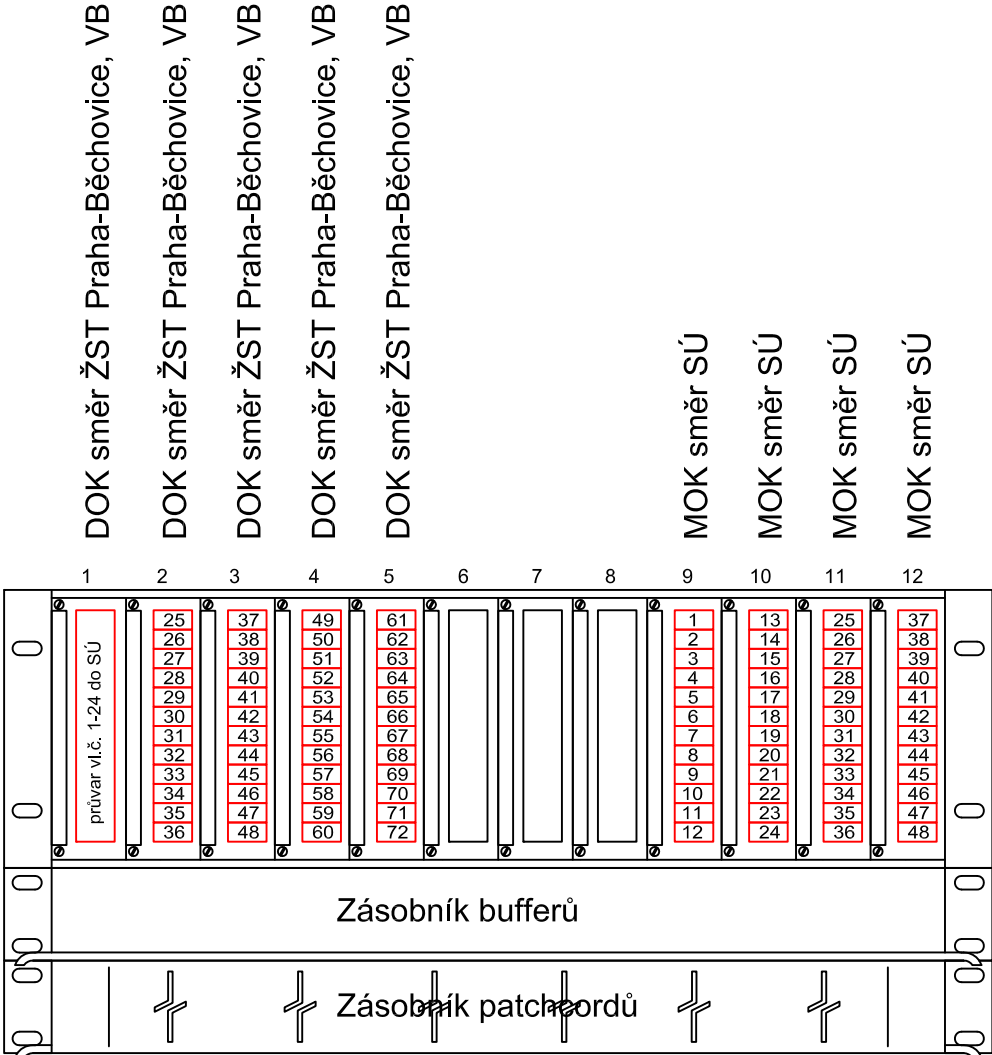 DOK směr ŽST Praha-Běchovice, VB
DOK směr ŽST Praha-Běchovice, VB
DOK směr ŽST Praha-Běchovice, VB
DOK směr ŽST Praha-Běchovice, VB
DOK směr ŽST Praha-Běchovice, VB
MOK směr SÚ
MOK směr SÚ
MOK směr SÚ
MOK směr SÚ
1 2 3 4 5 6 7 8 9 10 11 12
průvar vl.č. 1-24 do SÚ
25 37 49 61 1 13 25 37
26 38 50 62 2 14 26 38
27 39 51 63 3 15 27 39
28 40 52 64 4 16 28 40
29 41 53 65 5 17 29 41
30 42 54 66 6 18 30 42
31 43 55 67 7 19 31 43
32 44 56 68 8 20 32 44
33 45 57 69 9 21 33 45
34 46 58 70 10 22 34 46
35 47 59 71 11 23 35 47
36 48 60 72 12 24 36 48
Zásobník bufferů
Zásobník patchcordů